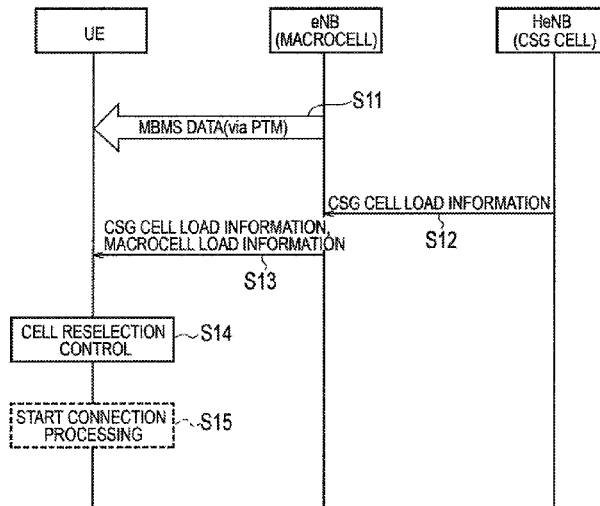 UE
eNB
(MACROCELL)
HeNB
(CSG CELL)
S11
MBMS DATA(via PTM)
CSG CELL LOAD INFORMATION
S12
CSG CELL LOAD INFORMATION,
MACROCELL LOAD INFORMATION
S13
CELL RESELECTION
CONTROL
S14
START CONNECTION
PROCESSING
S15